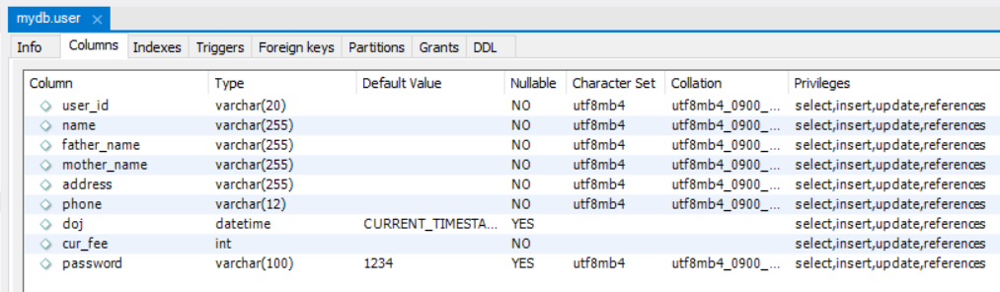 mydb.user ×
Info Columns Indexes Triggers Foreign keys Partitions Grants DDL
Column Type Default Value Nullable Character Set Collation Privileges
user_id varchar(20) NO utf8mb4 utf8mb4_0900_... select,insert,update,references
name varchar(255) NO utf8mb4 utf8mb4_0900_... select,insert,update,references
father_name varchar(255) NO utf8mb4 utf8mb4_0900_... select,insert,update,references
mother_name varchar(255) NO utf8mb4 utf8mb4_0900_... select,insert,update,references
address varchar(255) NO utf8mb4 utf8mb4_0900_... select,insert,update,references
phone varchar(12) NO utf8mb4 utf8mb4_0900_... select,insert,update,references
doj datetime CURRENT_TIMESTA... YES select,insert,update,references
cur_fee int NO select,insert,update,references
password varchar(100) 1234 YES utf8mb4 utf8mb4_0900_... select,insert,update,references